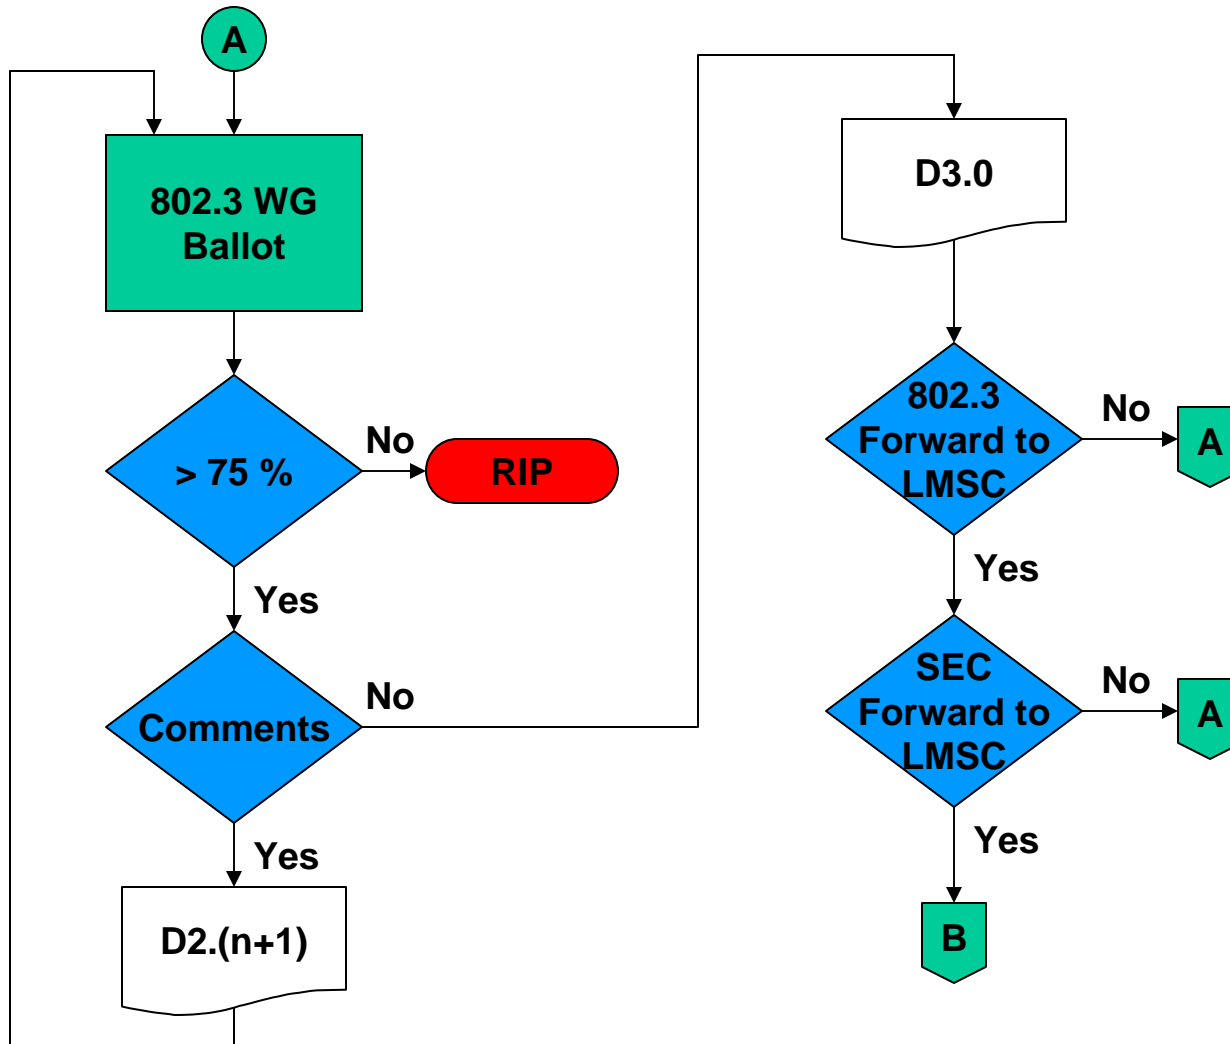 A
802.3 WG
Ballot
> 75 %
No
RIP
Yes
Comments
No
Yes
D2.(n+1)
D3.0
802.3
Forward to
LMSC
No
A
Yes
SEC
Forward to
LMSC
No
A
Yes
B